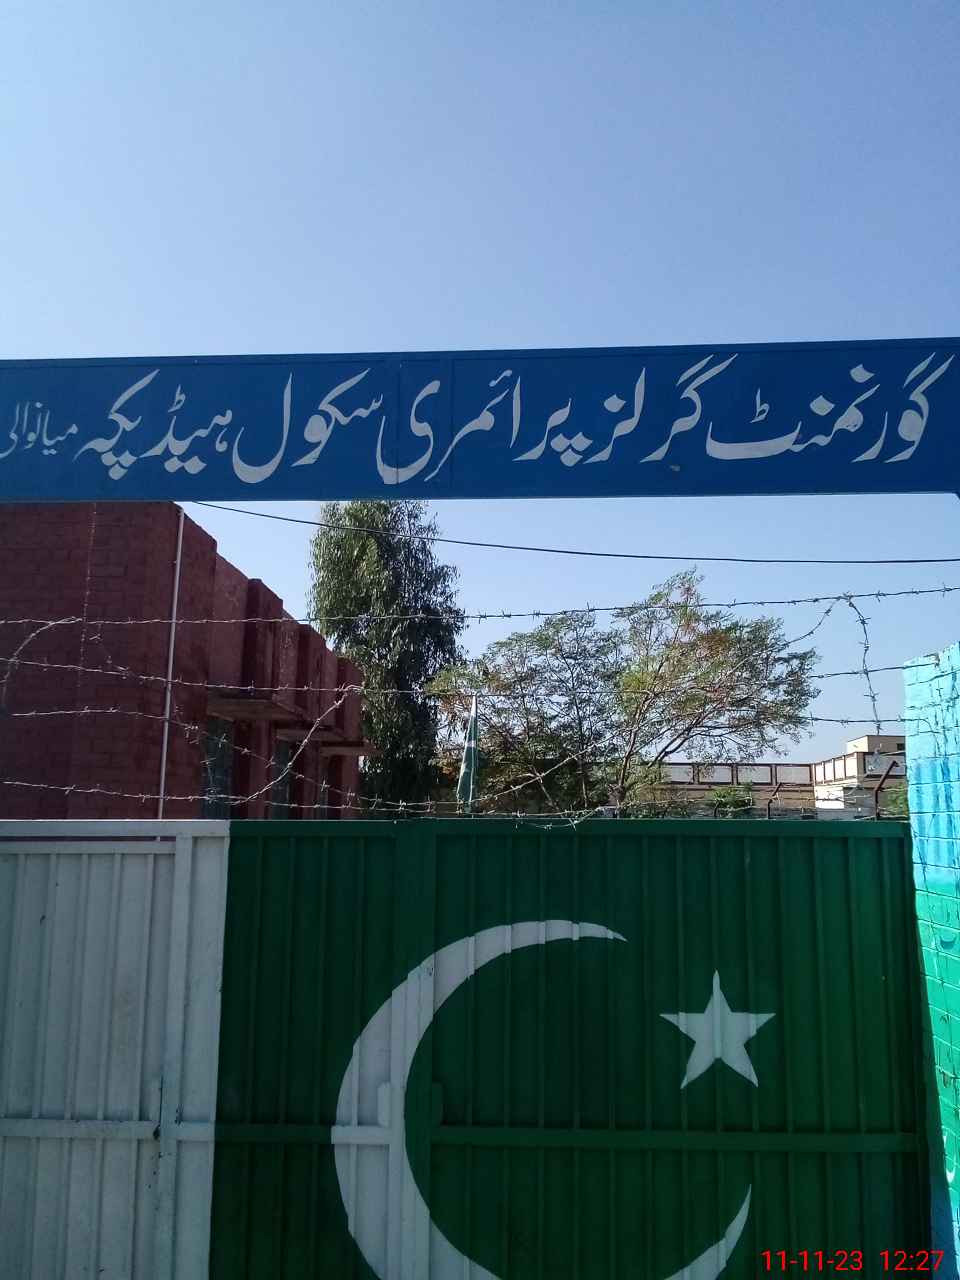 گورنمنٹ گرلز پرائمری سکول ہیڈ پکہ میانوالی
11-11-23 12:27